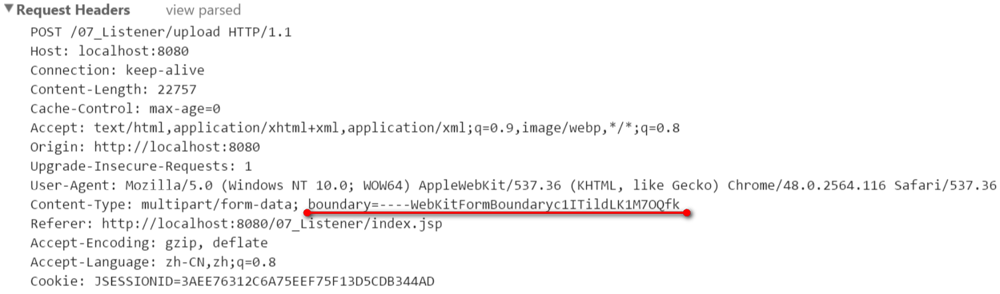 Request Headers view parsed
POST /07_Listener/upload HTTP/1.1
Host: localhost:8080
Connection: keep-alive
Content-Length: 22757
Cache-Control: max-age=0
Accept: text/html,application/xhtml+xml,application/xml;q=0.9,image/webp,*/*;q=0.8
Origin: http://localhost:8080
Upgrade-Insecure-Requests: 1
User-Agent: Mozilla/5.0 (Windows NT 10.0; WOW64) AppleWebKit/537.36 (KHTML, like Gecko) Chrome/48.0.2564.116 Safari/537.36
Content-Type: multipart/form-data; boundary=----WebKitFormBoundaryc1ITildLK1M7OQfk
Referer: http://localhost:8080/07_Listener/index.jsp
Accept-Encoding: gzip, deflate
Accept-Language: zh-CN,zh;q=0.8
Cookie: JSESSIONID=3AEE76312C6A75EEF75F13D5CDB344AD